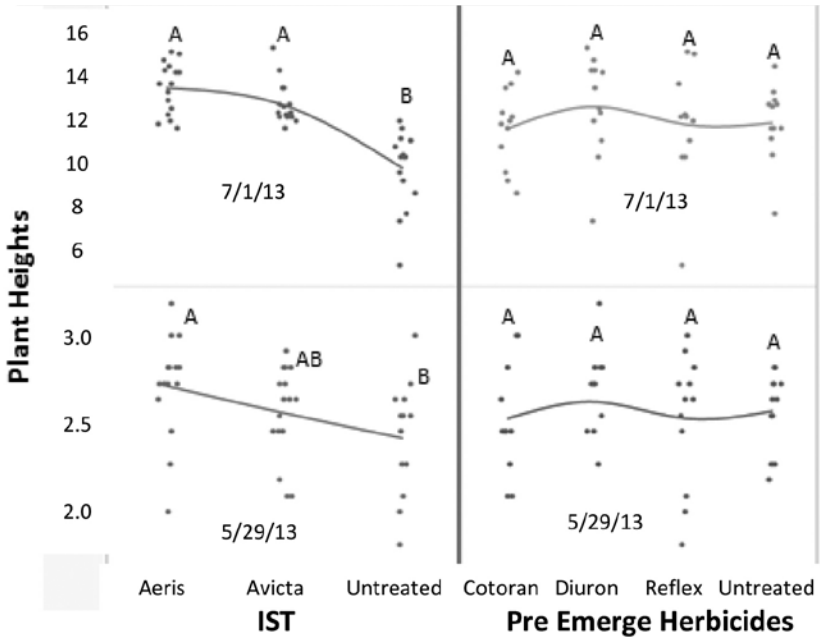 Plant Heights
16
14
12
10
8
6
A
A
B
7/1/13
A
A
A
A
7/1/13
3.0
2.5
2.0
A
AB
B
5/29/13
A
A
A
A
5/29/13
Aeris Avicta Untreated
Cotoran Diuron Reflex Untreated
IST
Pre Emerge Herbicides